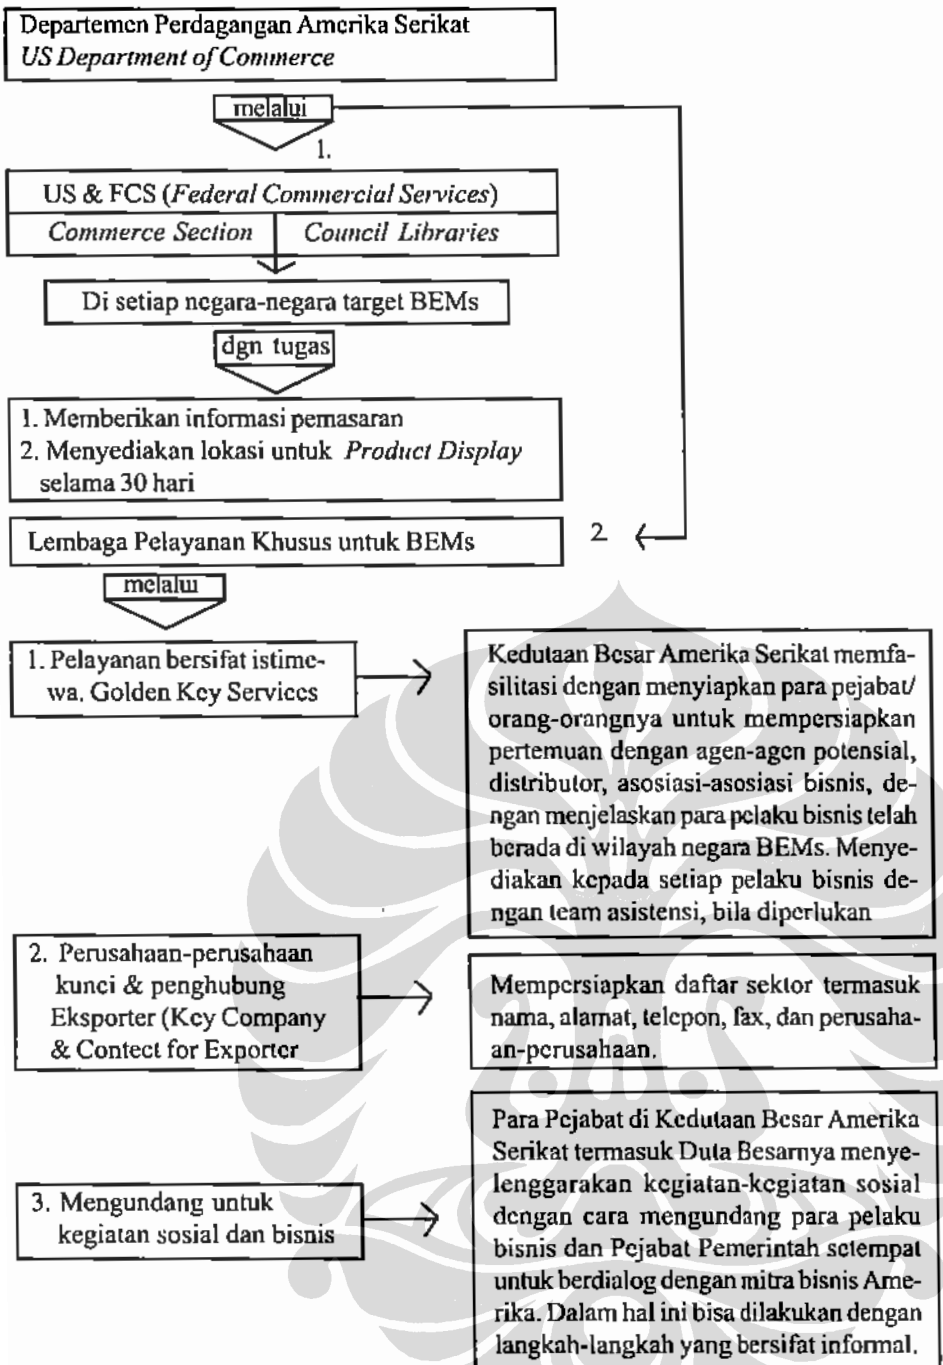 Departemen Perdagangan Amerika Serikat
US Department of Commerce
melalui
1.
US & FCS (Federal Commercial Services)
Commerce Section
Council Libraries
Di setiap negara-negara target BEMs
dgn tugas
1. Memberikan informasi pemasaran
2. Menyediakan lokasi untuk Product Display
selama 30 hari
2
Lembaga Pelayanan Khusus untuk BEMs
melalui
1. Pelayanan bersifat istime-
wa. Golden Key Services
Kedutaan Besar Amerika Serikat memfa-
silitasi dengan menyiapkan para pejabat/
orang-orangnya untuk mempersiapkan
pertemuan dengan agen-agen potensial,
distributor, asosiasi-asosiasi bisnis, de-
ngan menjelaskan para pelaku bisnis telah
berada di wilayah negara BEMs. Menye-
diakan kepada setiap pelaku bisnis de-
ngan team asistensi, bila diperlukan
2. Perusahaan-perusahaan
kunci & penghubung
Eksporter (Key Company
& Contect for Exporter
Mempersiapkan daftar sektor termasuk
nama, alamat, telepon, fax, dan perusaha-
an-perusahaan.
3. Mengundang untuk
kegiatan sosial dan bisnis
Para Pejabat di Kedutaan Besar Amerika
Serikat termasuk Duta Besarnya menye-
lenggarakan kegiatan-kegiatan sosial
dengan cara mengundang para pelaku
bisnis dan Pejabat Pemerintah setempat
untuk berdialog dengan mitra bisnis Ame-
rika. Dalam hal ini bisa dilakukan dengan
langkah-langkah yang bersifat informal.